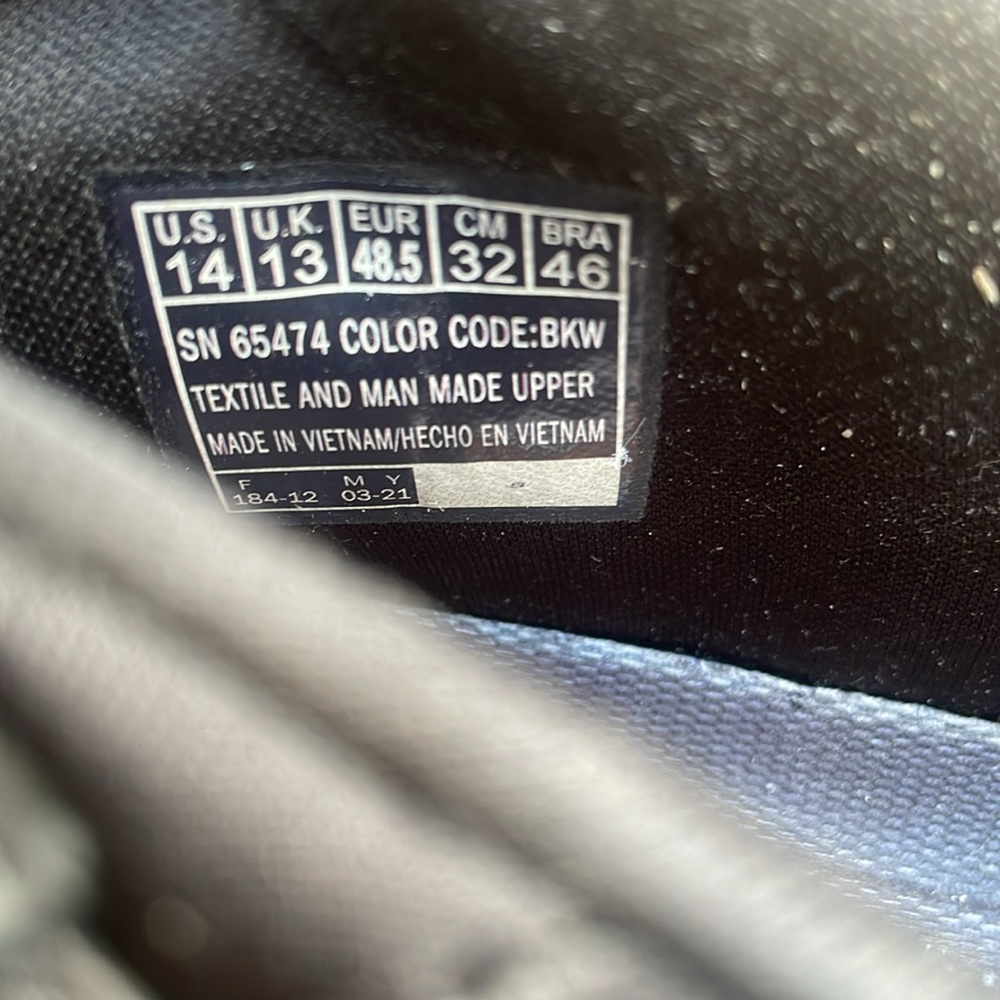 U.S. U.K. EUR CM BRA
14 13 48.5 32 46
SN 65474 COLOR CODE:BKW
TEXTILE AND MAN MADE UPPER
MADE IN VIETNAM/HECHO EN VIETNAM
F M Y
184-12 03-21